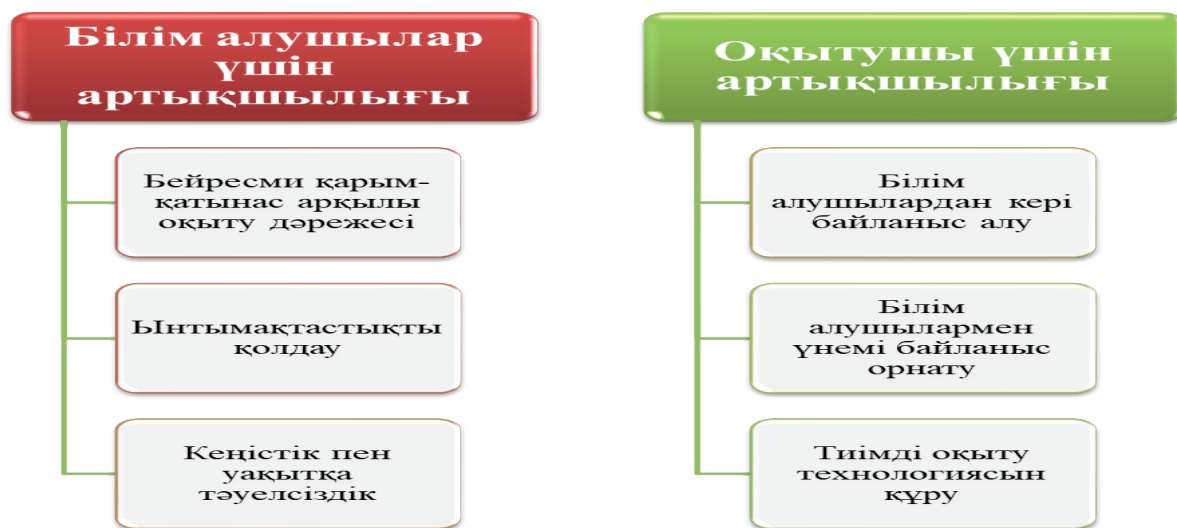 Білім алушылар
үшін
артықшылығы
Бейресми қарым-
қатынас арқылы
оқыту дәрежесі
Ынтымақтастықты
қолдау
Кеңістік пен
уақытқа
тәуелсіздік
Оқытушы үшін
артықшылығы
Білім
алушылардан кері
байланыс алу
Білім
алушылармен
үнемі байланыс
орнату
Тиімді оқыту
технологиясын
құру